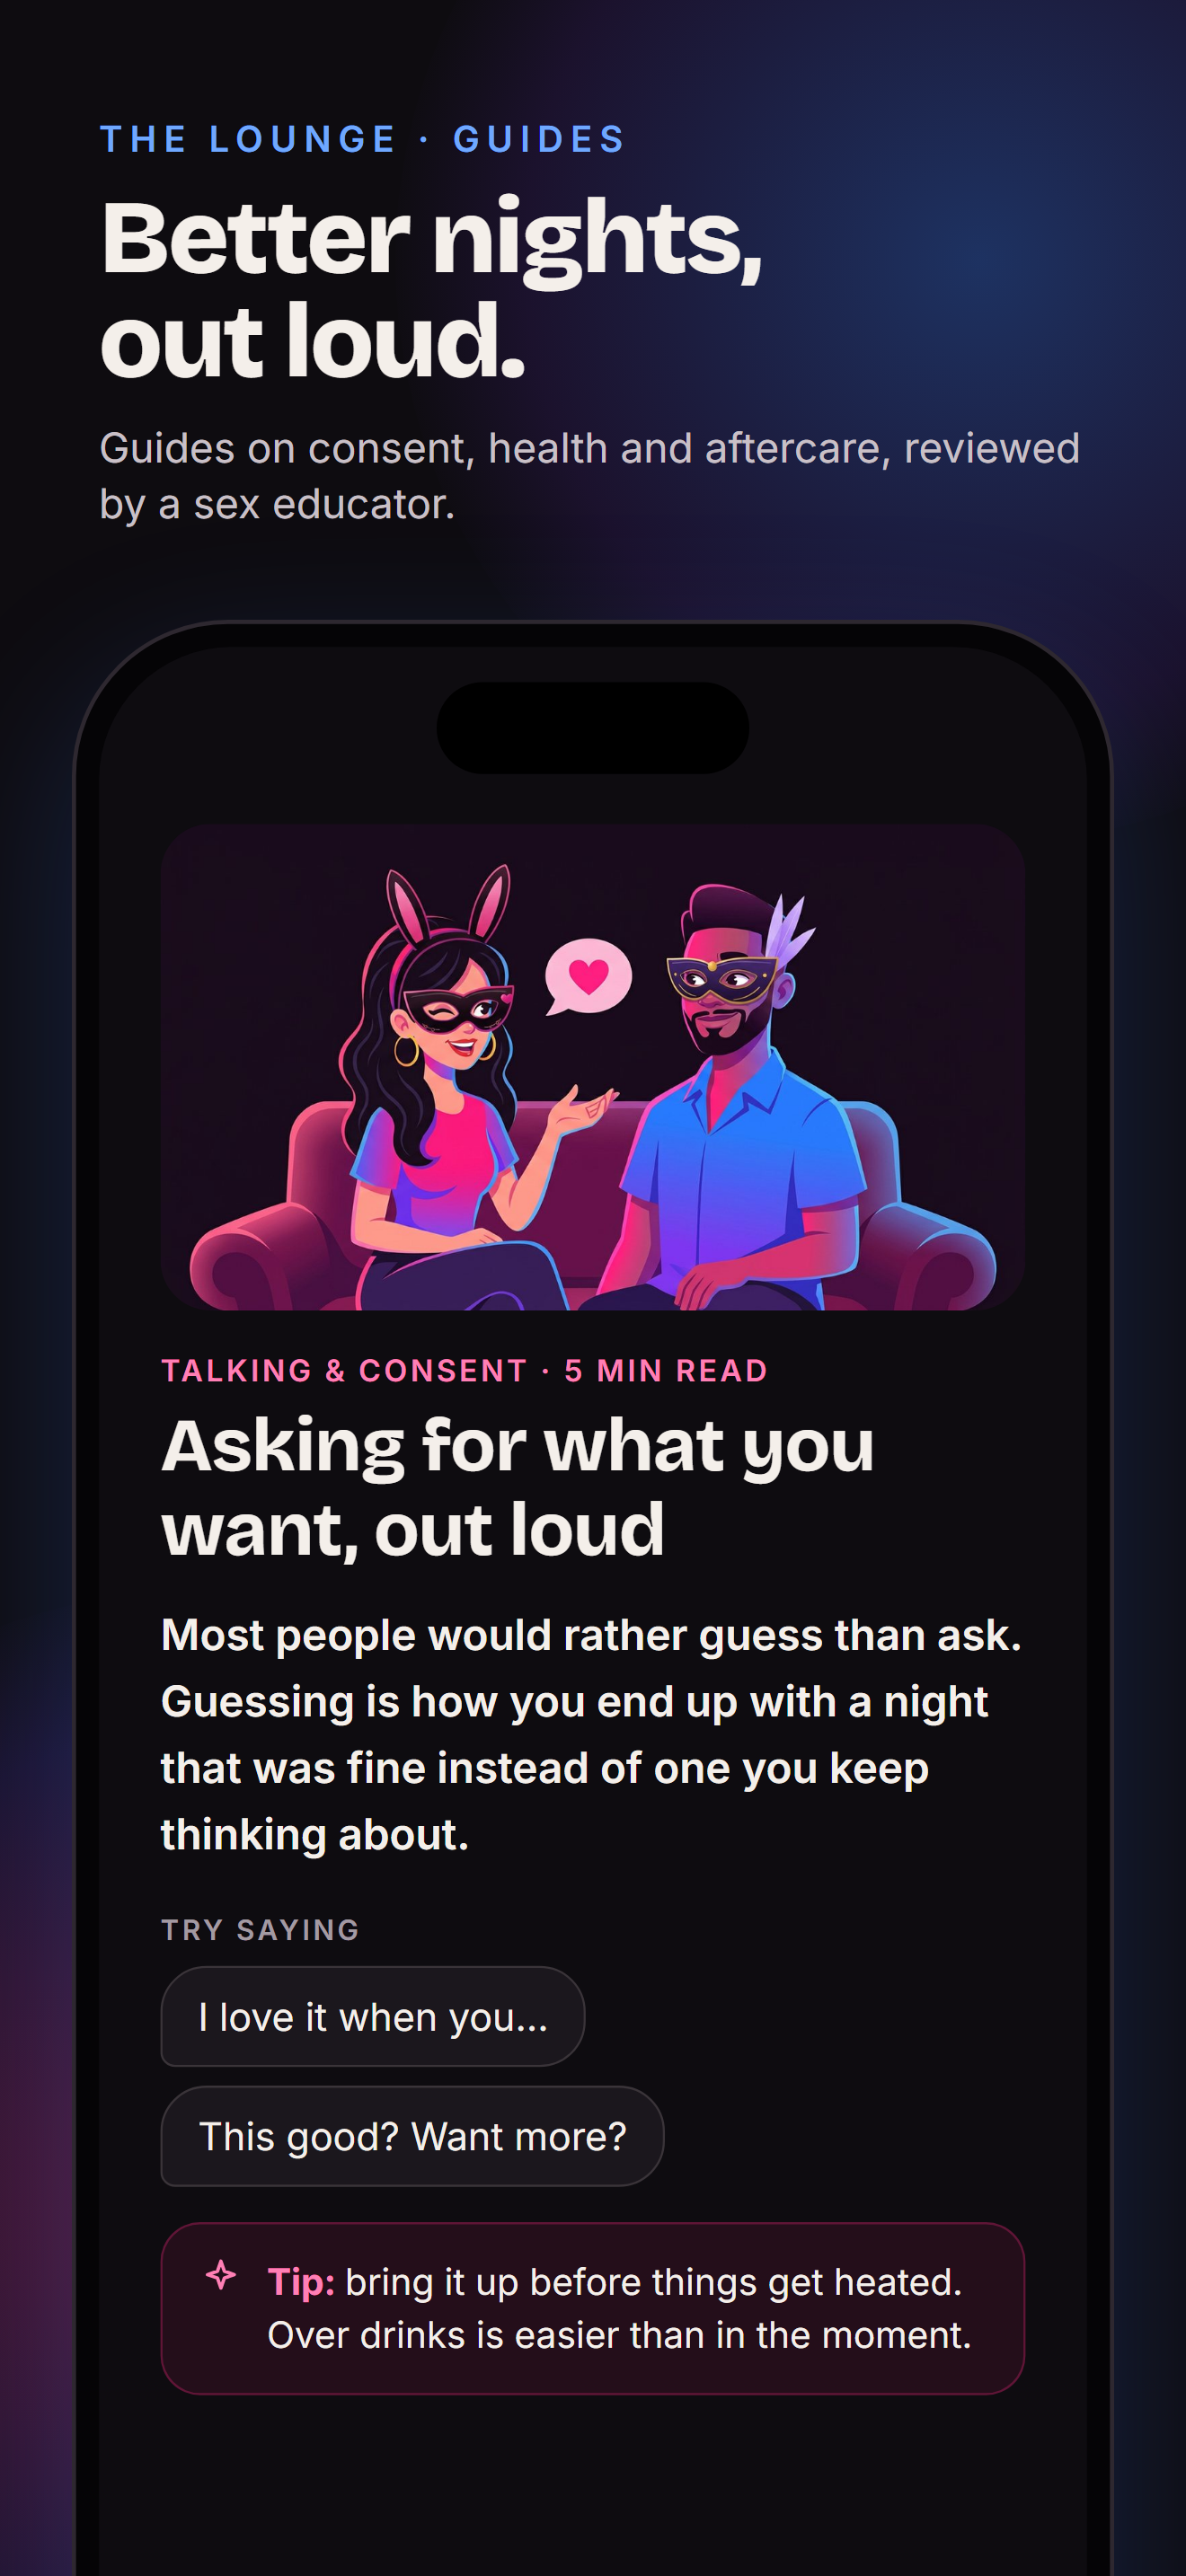 THE LOUNGE · GUIDES
Better nights,
out loud.
Guides on consent, health and aftercare, reviewed
by a sex educator.
TALKING & CONSENT · 5 MIN READ
Asking for what you
want, out loud
Most people would rather guess than ask.
Guessing is how you end up with a night
that was fine instead of one you keep
thinking about.
TRY SAYING
I love it when you...
This good? Want more?
Tip: bring it up before things get heated.
Over drinks is easier than in the moment.